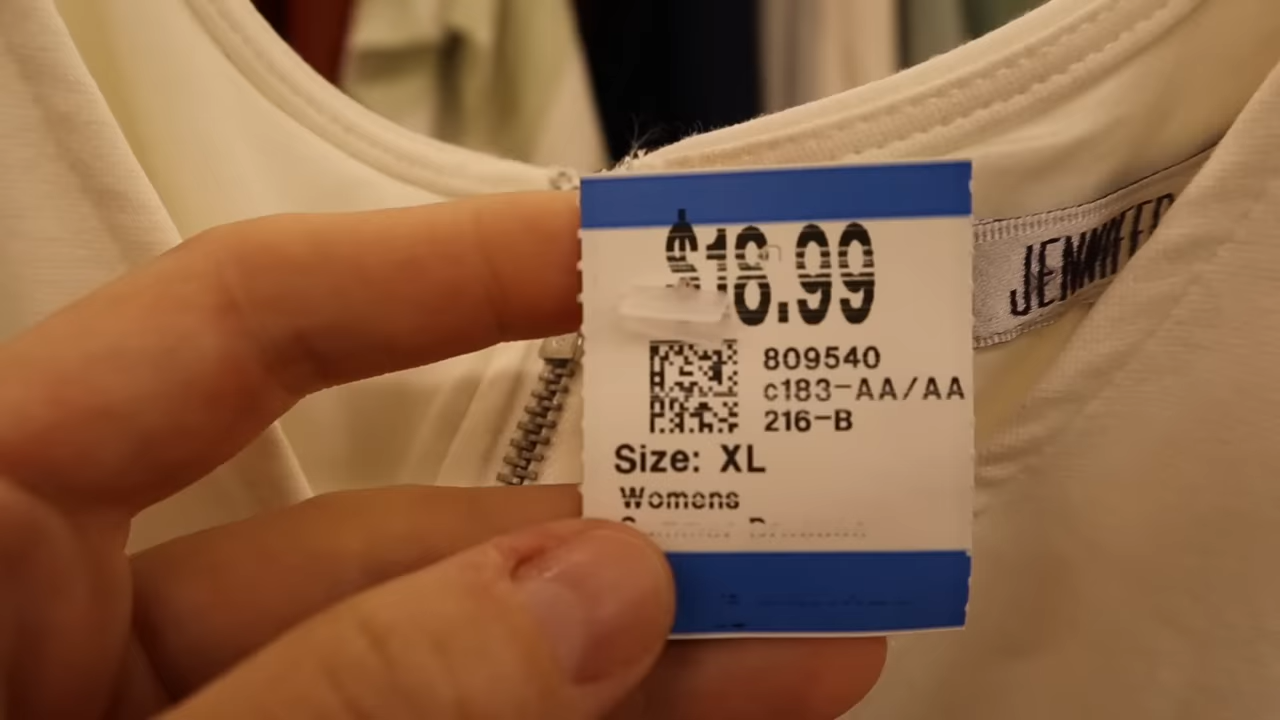 $18.99
809540
c183-AA/AA
216-B
Size: XL
Womens
JENNIFER